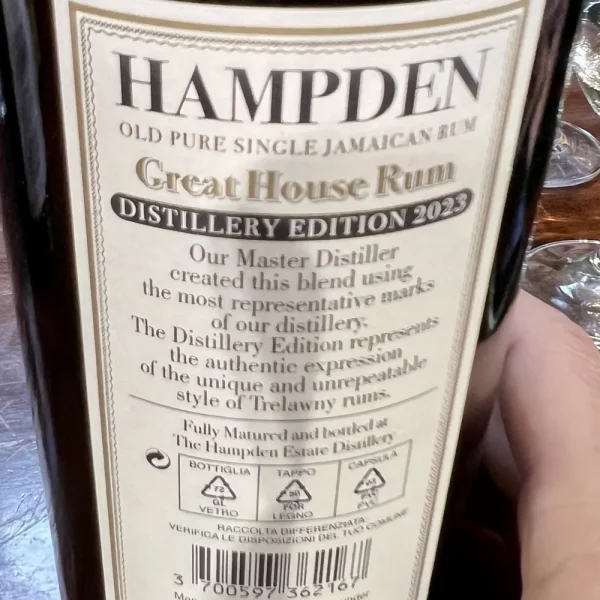 HAMPDEN
OLD PURE SINGLE JAMAICAN RUM
Great House Rum
DISTILLERY EDITION 2023
Our Master Distiller
created this blend using
the most representative marks
of our distillery.
The Distillery Edition represents
the authentic expression
of the unique and unrepeatable
style of Trelawny rums.
Fully Matured and bottled at
The Hampden Estate Distillery
BOTTIGLIA TAPPO CAPSULA
GL FOR PVC
VETRO LEGNO PVC
RACCOLTA DIFFERENZIATA
VERIFICA LE DISPOSIZIONI DEL TUO COMUNE
3 700597 362167